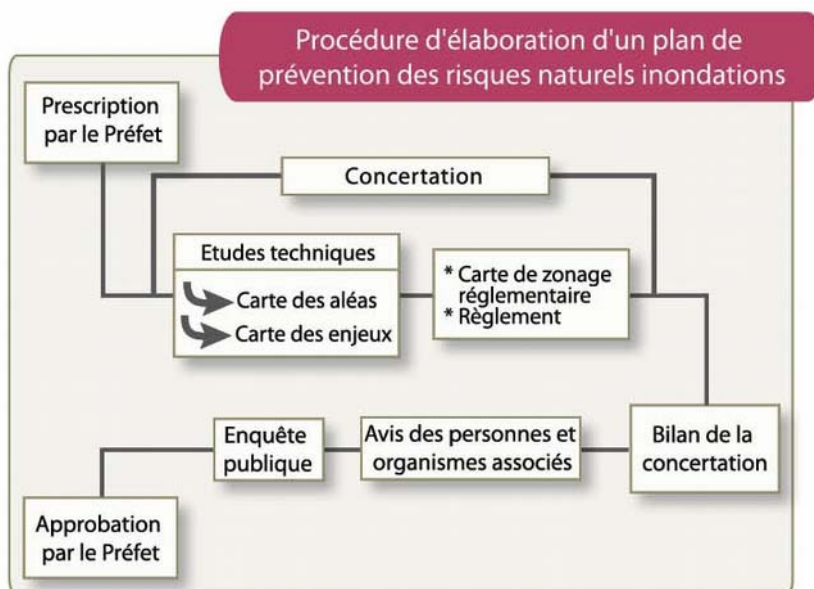 Procédure d'élaboration d'un plan de
prévention des risques naturels inondations
Prescription
par le Préfet
Concertation
Etudes techniques
Carte des aléas
Carte des enjeux
* Carte de zonage
réglementaire
* Règlement
Bilan de la
concertation
Avis des personnes et
organismes associés
Enquête
publique
Approbation
par le Préfet